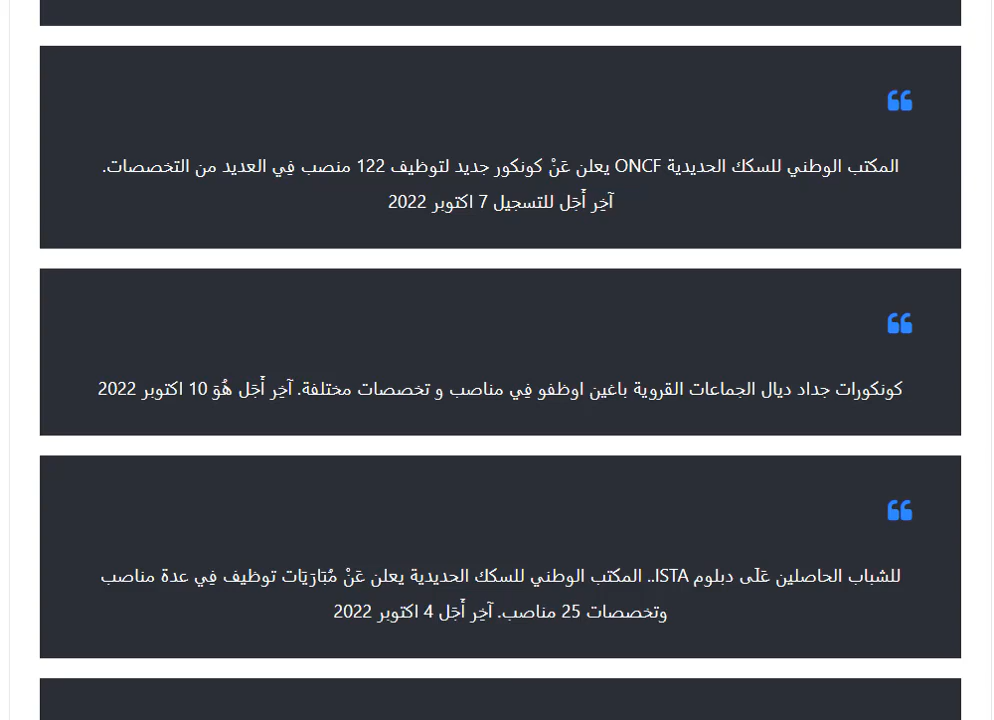 المكتب الوطني للسكك الحديدية ONCF يعلن عَنْ كونكور جديد لتوظيف 122 منصب فِي العديد من التخصصات.
آخِر أَجَل للتسجيل 7 اكتوبر 2022
كونكورات جداد ديال الجماعات القروية باغين اوظفو فِي مناصب و تخصصات مختلفة. آخِر أَجَل هُوَ 10 اكتوبر 2022
للشباب الحاصلين عَلَى دبلوم ISTA.. المكتب الوطني للسكك الحديدية يعلن عَنْ مُبَارَيَات توظيف فِي عدة مناصب
وتخصصات 25 مناصب. آخِر أَجَل 4 اكتوبر 2022